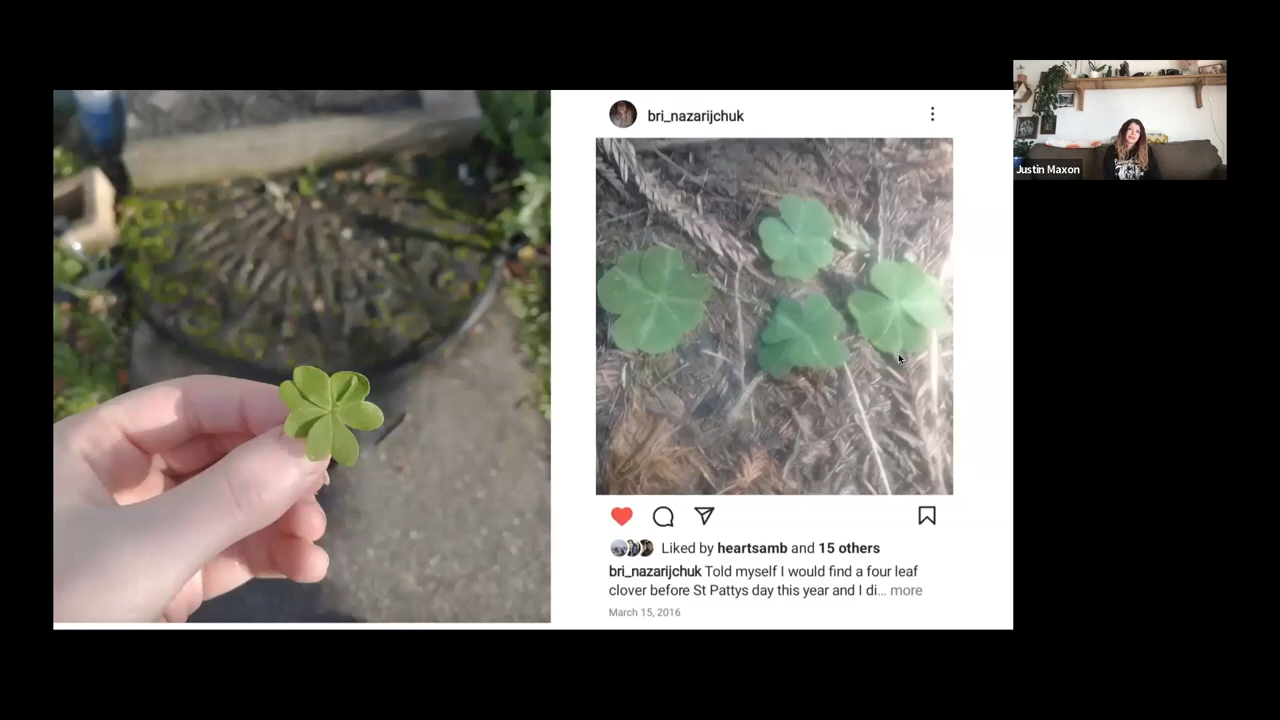 bri_nazarijchuk
Justin Maxon
Liked by heartsamb and 15 others
bri_nazarijchuk Told myself I would find a four leaf
clover before St Pattys day this year and I di... more
March 15, 2016